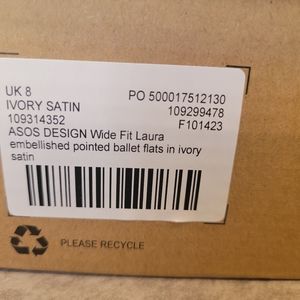 UK 8
IVORY SATIN
109314352
PO 500017512130
109299478
F101423
ASOS DESIGN Wide Fit Laura
embellished pointed ballet flats in ivory
satin
PLEASE RECYCLE